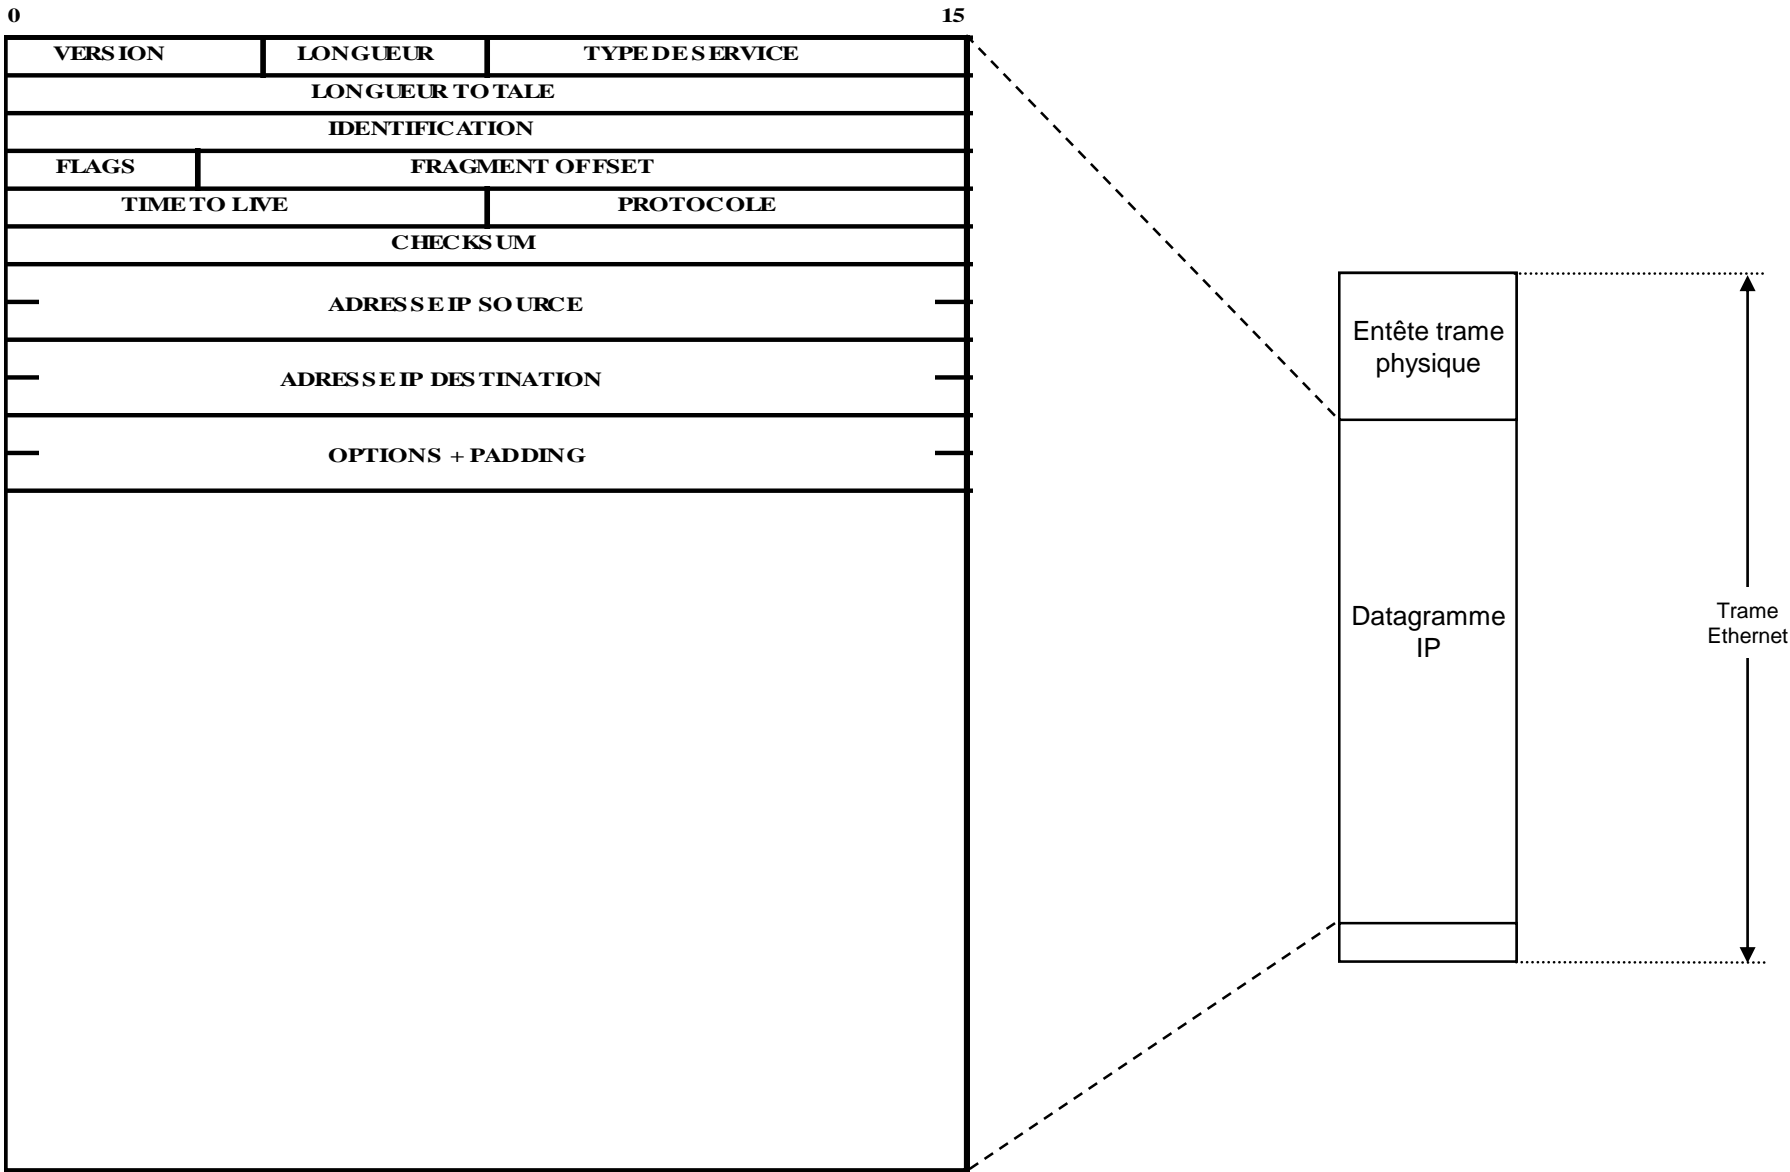 0 15
VERSION LONGUEUR TYPE DE SERVICE
LONGUEUR TOTALE
IDENTIFICATION
FLAGS FRAGMENT OFFSET
TIME TO LIVE PROTOCOLE
CHECKSUM
ADRESSE IP SOURCE
ADRESSE IP DESTINATION
OPTIONS + PADDING
Entête trame
physique
Datagramme
IP
Trame
Ethernet